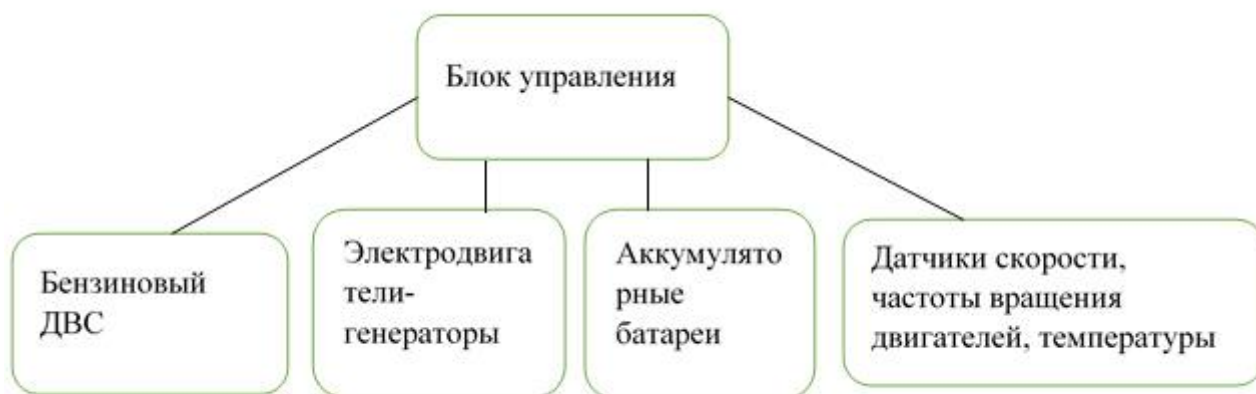 Блок управления
Бензиновый
ДВС
Электродвига
тели-
генераторы
Аккумулято
рные
батареи
Датчики скорости,
частоты вращения
двигателей, температуры